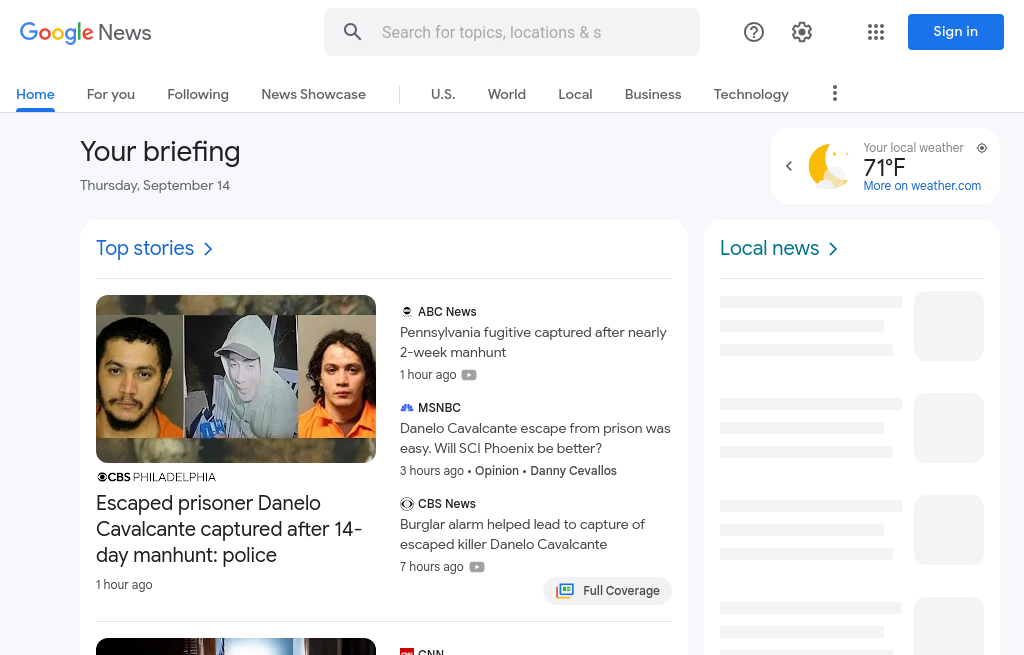 Google News
Search for topics, locations & s
Sign in
Home
For you
Following
News Showcase
U.S.
World
Local
Business
Technology
Your briefing
Thursday, September 14
Your local weather
71°F
More on weather.com
Top stories
CBS PHILADELPHIA
Escaped prisoner Danelo
Cavalcante captured after 14-
day manhunt: police
1 hour ago
ABC News
Pennsylvania fugitive captured after nearly
2-week manhunt
1 hour ago
MSNBC
Danelo Cavalcante escape from prison was
easy. Will SCI Phoenix be better?
3 hours ago • Opinion • Danny Cevallos
CBS News
Burglar alarm helped lead to capture of
escaped killer Danelo Cavalcante
7 hours ago
Full Coverage
CNN
Local news